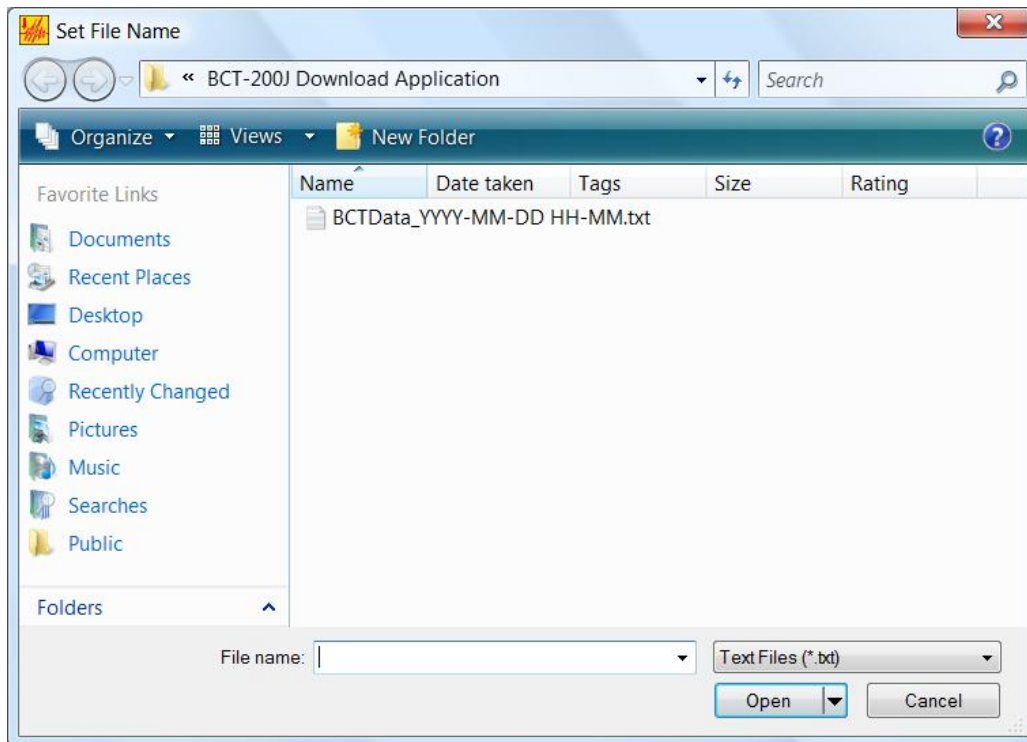 Set File Name
« BCT-200J Download Application
Search
Organize Views New Folder
Favorite Links
Documents
Recent Places
Desktop
Computer
Recently Changed
Pictures
Music
Searches
Public
Folders
Name Date taken Tags Size Rating
BCTData_YYYY-MM-DD HH-MM.txt
File name:
Text Files (*.txt)
Open Cancel